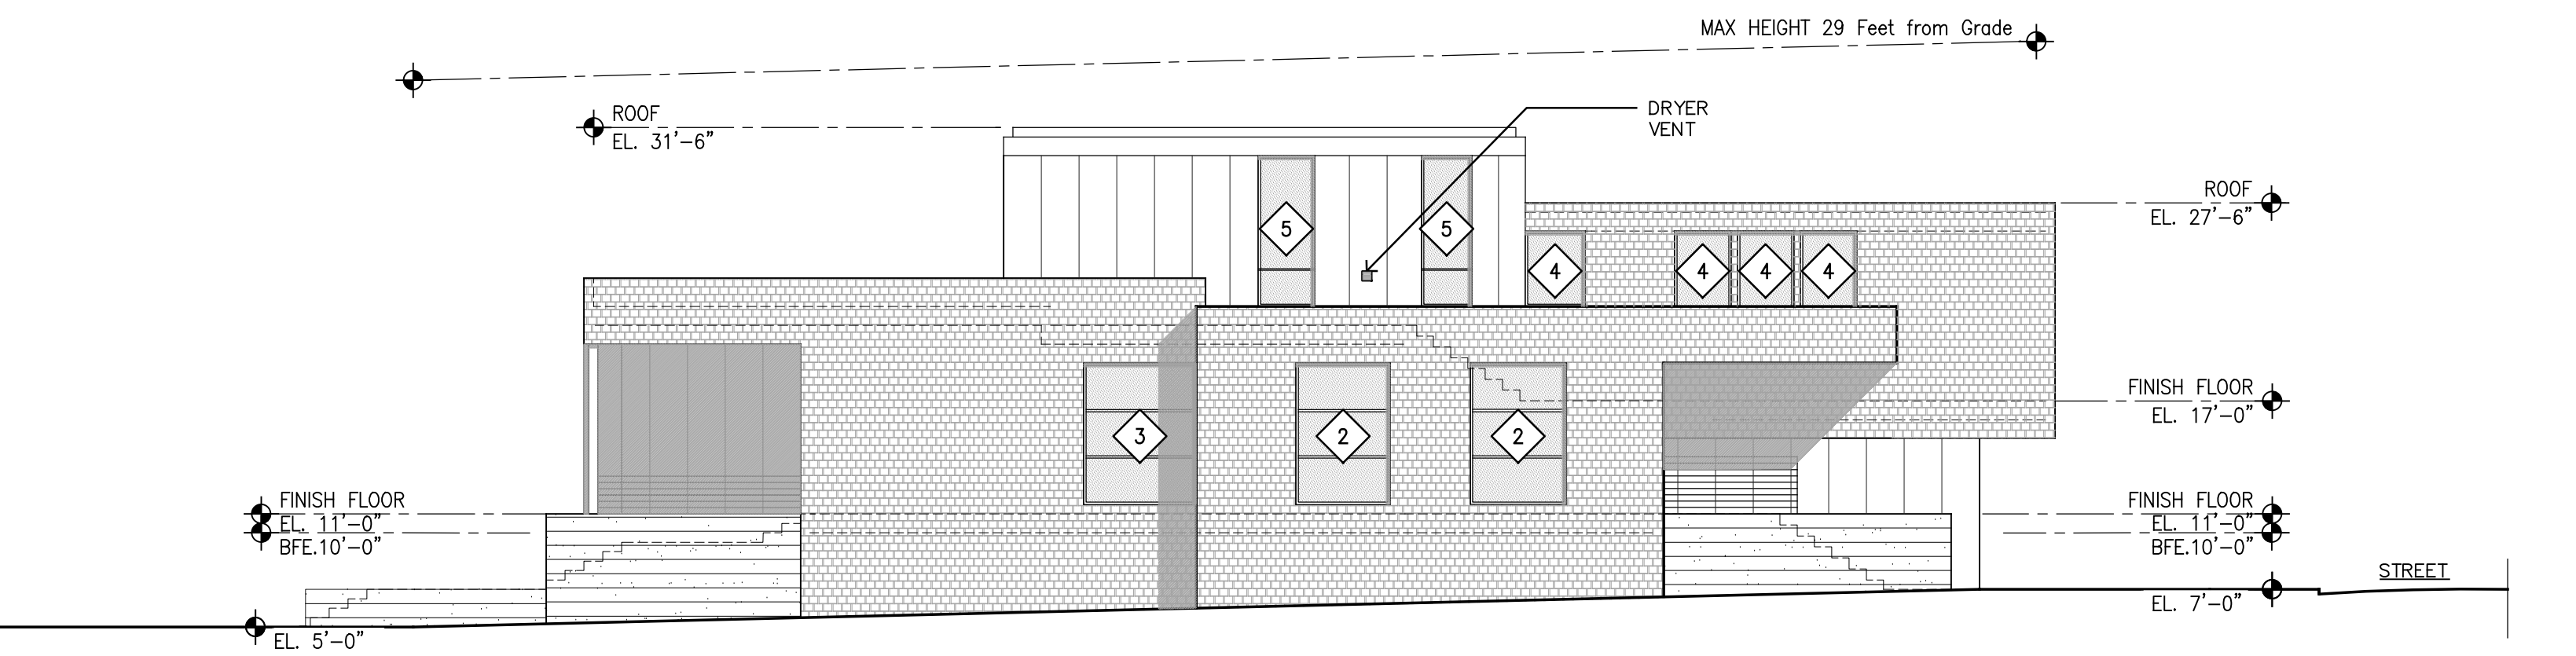 MAX HEIGHT 29 Feet from Grade
ROOF
EL. 31'-6"
DRYER
VENT
ROOF
EL. 27'-6"
5
5
4
4
4
4
FINISH FLOOR
EL. 17'-0"
3
2
2
FINISH FLOOR
EL. 11'-0"
BFE.10'-0"
FINISH FLOOR
EL. 11'-0"
BFE.10'-0"
STREET
EL. 7'-0"
EL. 5'-0"